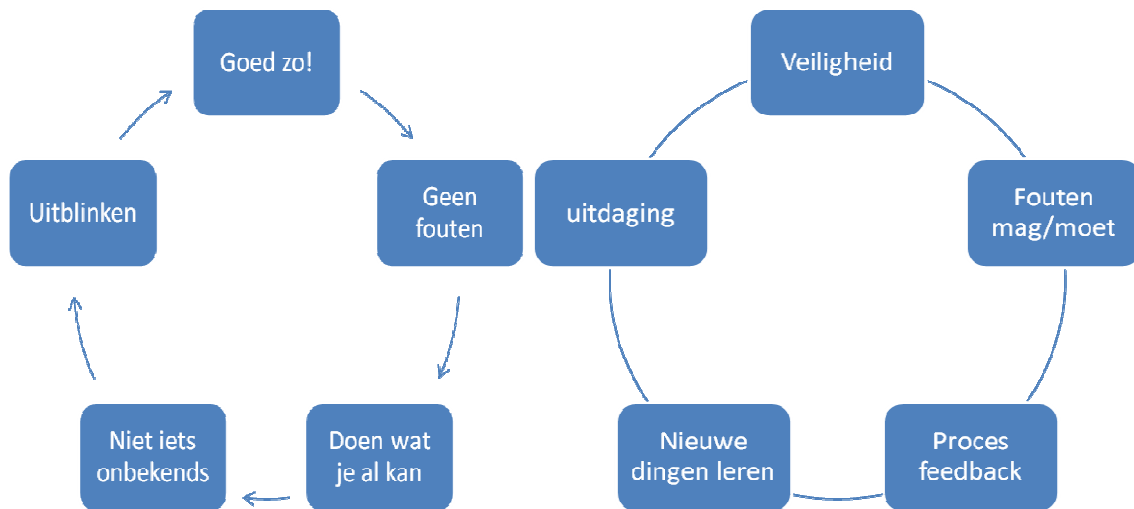 Goed zo!
Geen
fouten
Doen wat
je al kan
Niet iets
onbekends
Uitblinken
Veiligheid
Fouten
mag/moet
Proces
feedback
Nieuwe
dingen leren
uitdaging